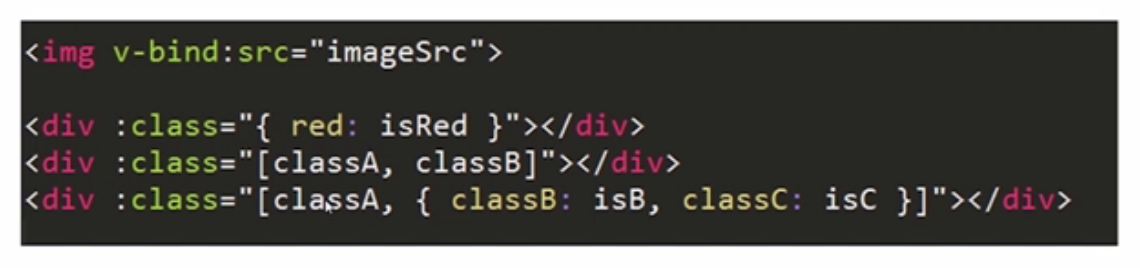 <img v-bind:src="imageSrc">
<div :class="{ red: isRed }"></div>
<div :class="[classA, classB]"></div>
<div :class="[classA, { classB: isB, classC: isC }]"></div>